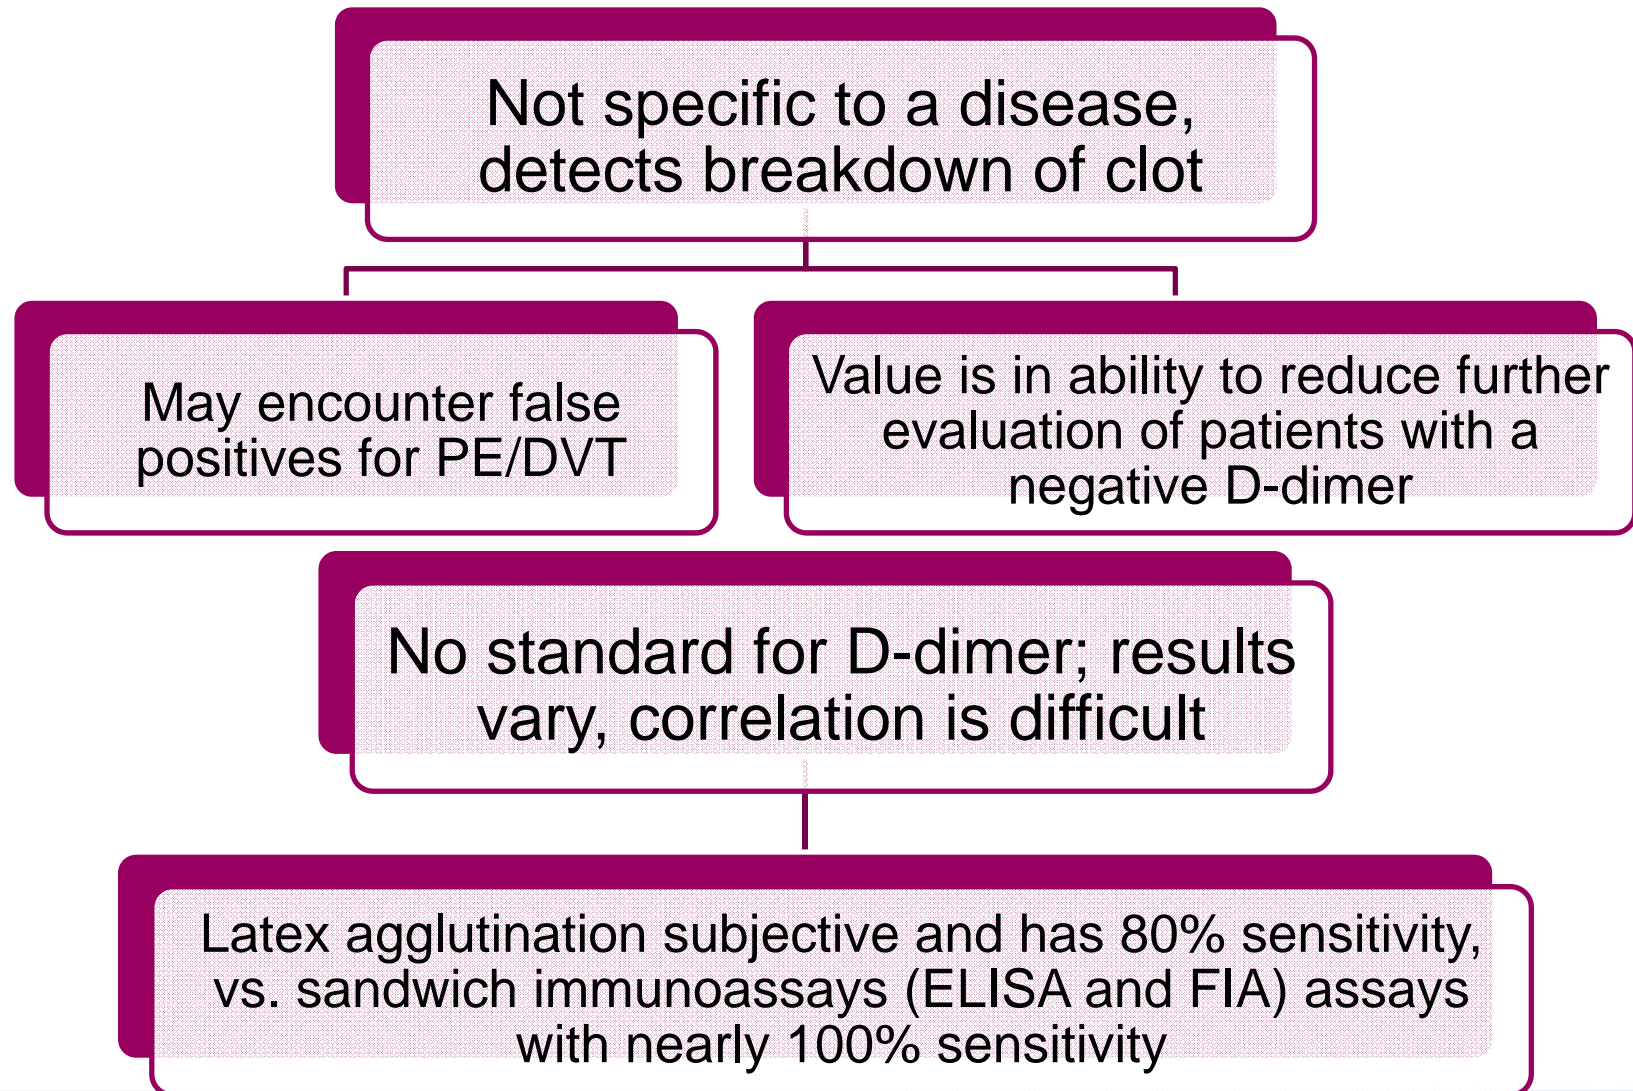 Not specific to a disease,
detects breakdown of clot
May encounter false
positives for PE/DVT
Value is in ability to reduce further
evaluation of patients with a
negative D-dimer
No standard for D-dimer; results
vary, correlation is difficult
Latex agglutination subjective and has 80% sensitivity,
vs. sandwich immunoassays (ELISA and FIA) assays
with nearly 100% sensitivity